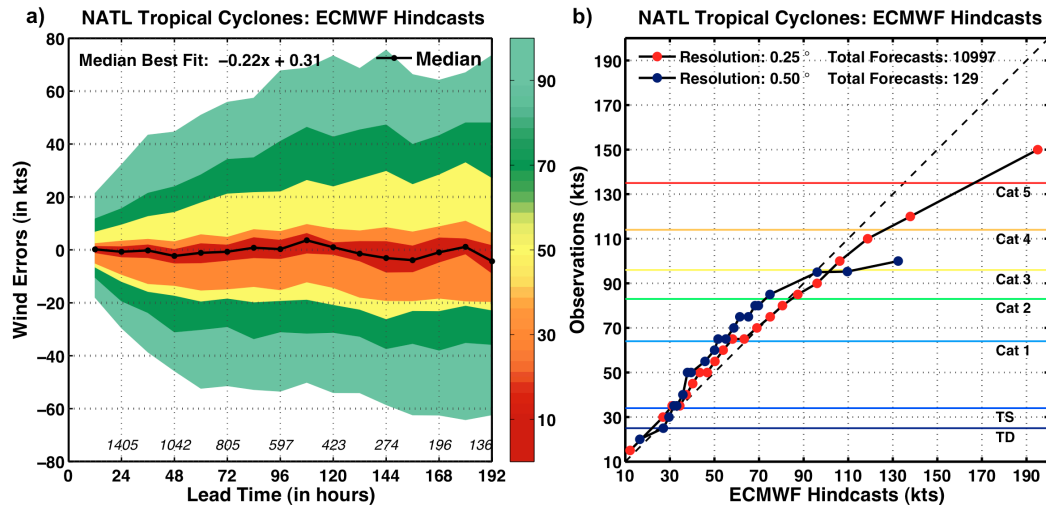 a)
NATL Tropical Cyclones: ECMWF Hindcasts
Median Best Fit: −0.22x + 0.31
Median
80
60
40
20
0
−20
−40
−60
−80
Wind Errors (in kts)
1405 1042 805 597 423 274 196 136
0 24 48 72 96 120 144 168 192
Lead Time (in hours)
90
70
50
30
10
b)
NATL Tropical Cyclones: ECMWF Hindcasts
Resolution: 0.25° Total Forecasts: 10997
Resolution: 0.50° Total Forecasts: 129
190
170
150
130
110
90
70
50
30
10
Observations (kts)
Cat 5
Cat 4
Cat 3
Cat 2
Cat 1
TS
TD
10 30 50 70 90 110 130 150 170 190
ECMWF Hindcasts (kts)